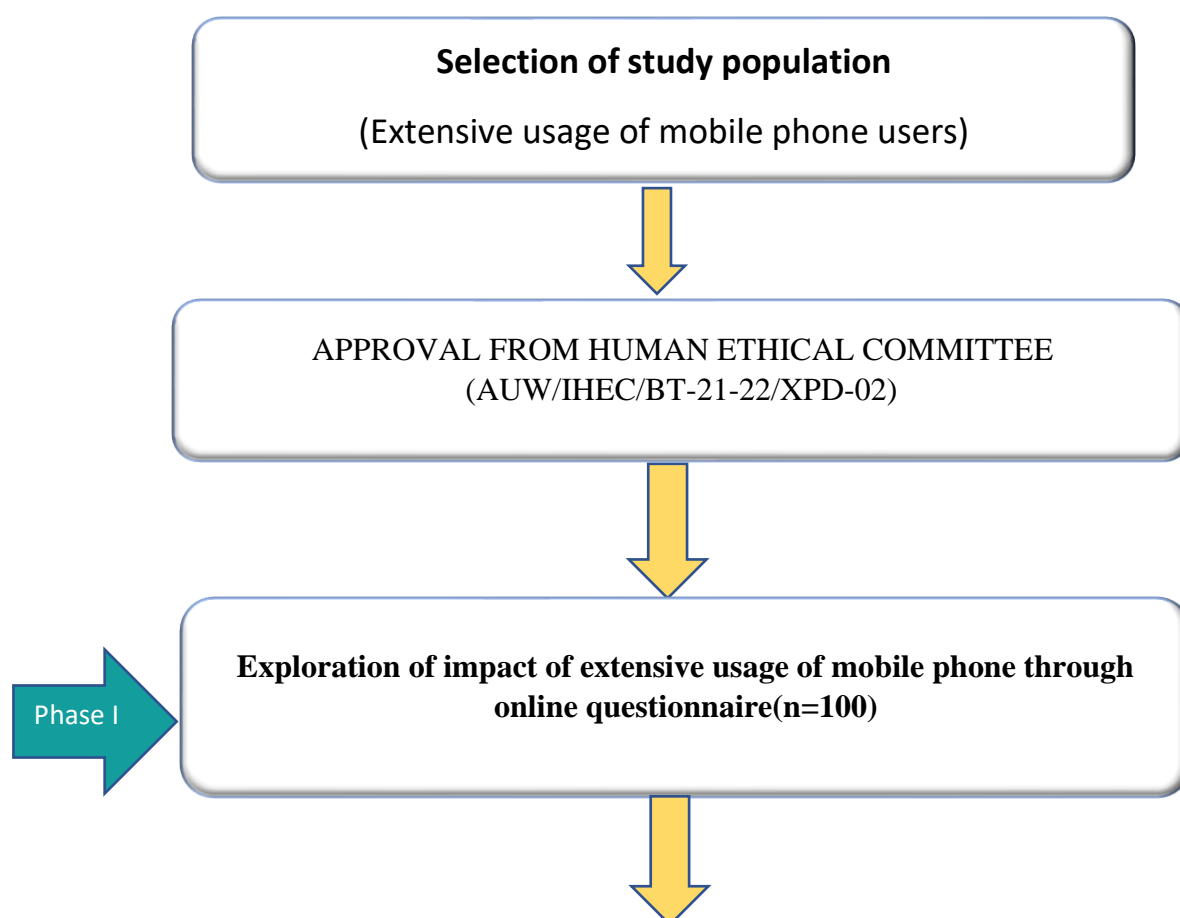 Selection of study population
(Extensive usage of mobile phone users)
APPROVAL FROM HUMAN ETHICAL COMMITTEE
(AUW/IHEC/BT-21-22/XPD-02)
Phase I
Exploration of impact of extensive usage of mobile phone through
online questionnaire(n=100)